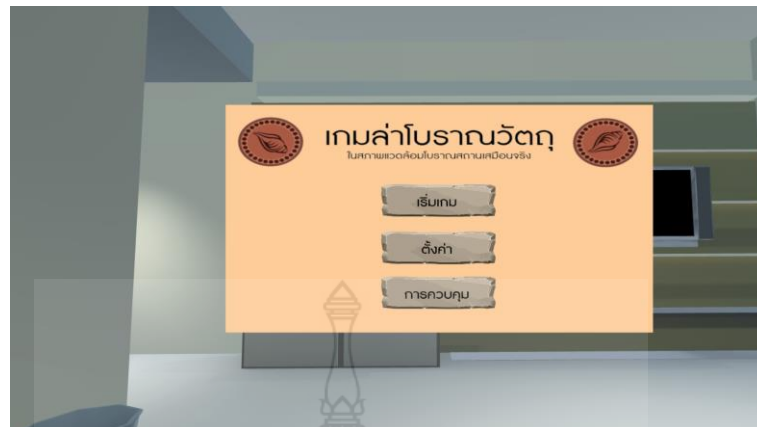 เกมล่าโบราณวัตถุ
ในสภาพแวดล้อมโบราณสถานเสมือนจริง
เริ่มเกม
ตั้งค่า
การควบคุม